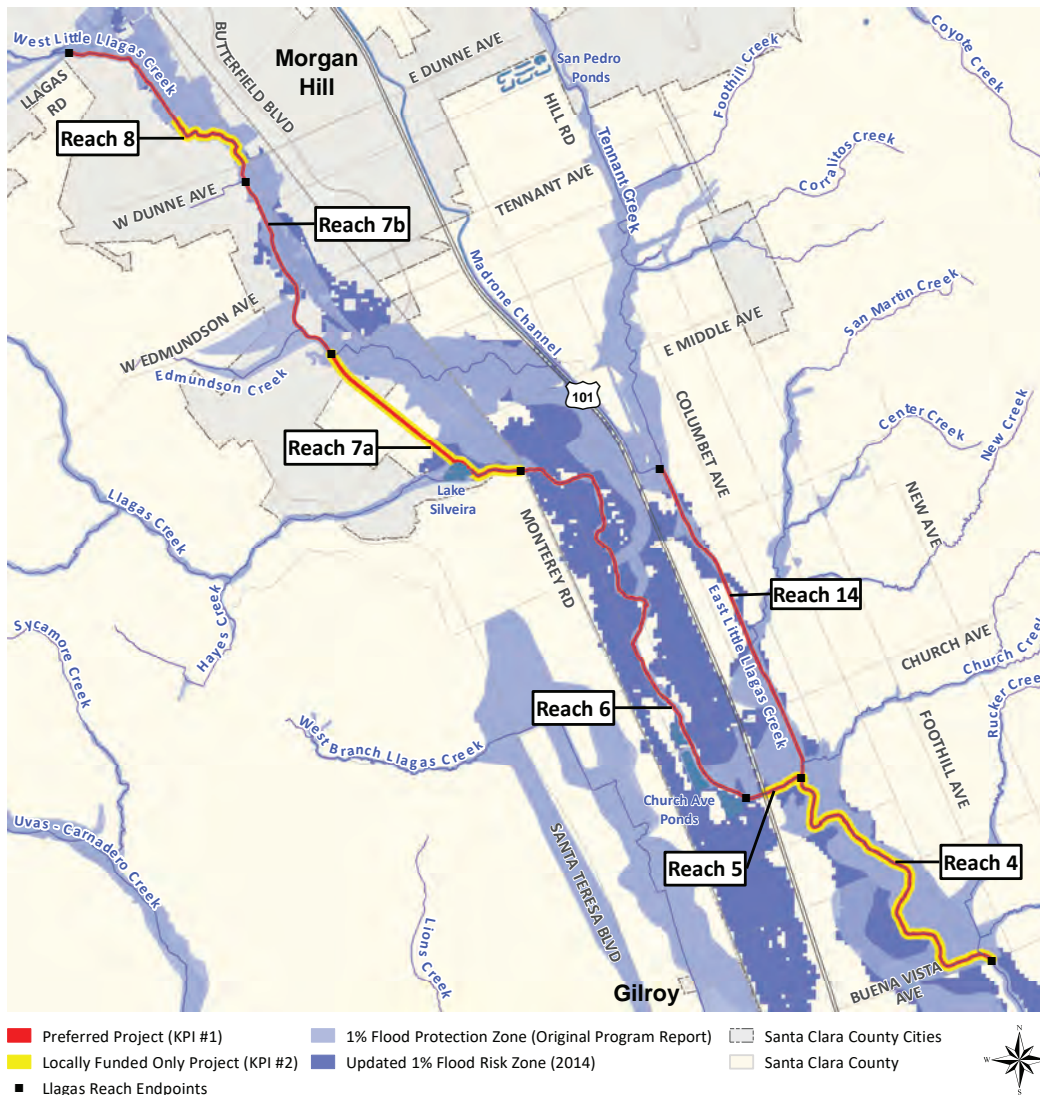 West Little Llagas Creek
LLAGAS
RD
BUTTERFIELD BLVD
Morgan
Hill
E DUNNE AVE
San Pedro
Ponds
HILL RD
Foothill Creek
Coyote Creek
Reach 8
Tennant Creek
Corralitos Creek
W DUNNE AVE
TENNANT AVE
Reach 7b
Madrone Channel
San Martin Creek
W EDMUNDSON AVE
E MIDDLE AVE
Edmundson Creek
101
COLUMBET AVE
Center Creek
New Creek
Reach 7a
Lake
Silveira
Llagas Creek
MONTEREY RD
NEW AVE
Reach 14
East Little Llagas Creek
Hayes Creek
Sycamore Creek
CHURCH AVE
Church Creek
Rucker Creek
Reach 6
FOOTHILL AVE
West Branch Llagas Creek
Church Ave
Ponds
Uvas - Carnadero Creek
SANTA TERESA BLVD
Reach 5
Reach 4
Lions Creek
BUENA VISTA
AVE
Gilroy
Preferred Project (KPI #1)
Locally Funded Only Project (KPI #2)
Llagas Reach Endpoints
1% Flood Protection Zone (Original Program Report)
Updated 1% Flood Risk Zone (2014)
Santa Clara County Cities
Santa Clara County
N
W
E
S